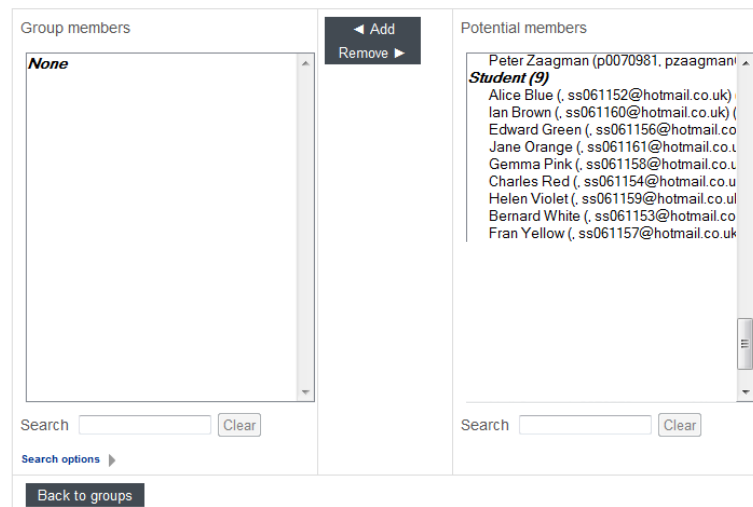 Group members
None
Search
Clear
Search options
Back to groups
◄ Add
Remove ►
Potential members
Peter Zaagman (p0070981, pzaagman
Student (9)
Alice Blue (, ss061152@hotmail.co.uk)
Ian Brown (, ss061160@hotmail.co.uk) (
Edward Green (, ss061156@hotmail.co
Jane Orange (, ss061161@hotmail.co.u
Gemma Pink (, ss061158@hotmail.co.u
Charles Red (, ss061154@hotmail.co.u
Helen Violet (, ss061159@hotmail.co.ul
Bernard White (, ss061153@hotmail.co
Fran Yellow (, ss061157@hotmail.co.uk
Search
Clear